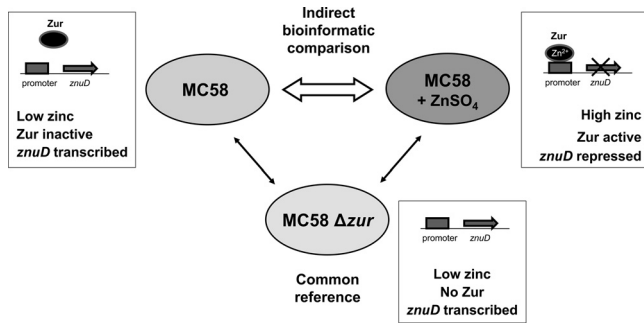 Zur
promoter
znuD
Low zinc
Zur inactive
znuD transcribed
Indirect
bioinformatic
comparison
MC58
MC58
+ ZnSO₄
Zur
Zn²⁺
promoter
znuD
High zinc
Zur active
znuD repressed
MC58 Δzur
Common
reference
promoter
znuD
Low zinc
No Zur
znuD transcribed